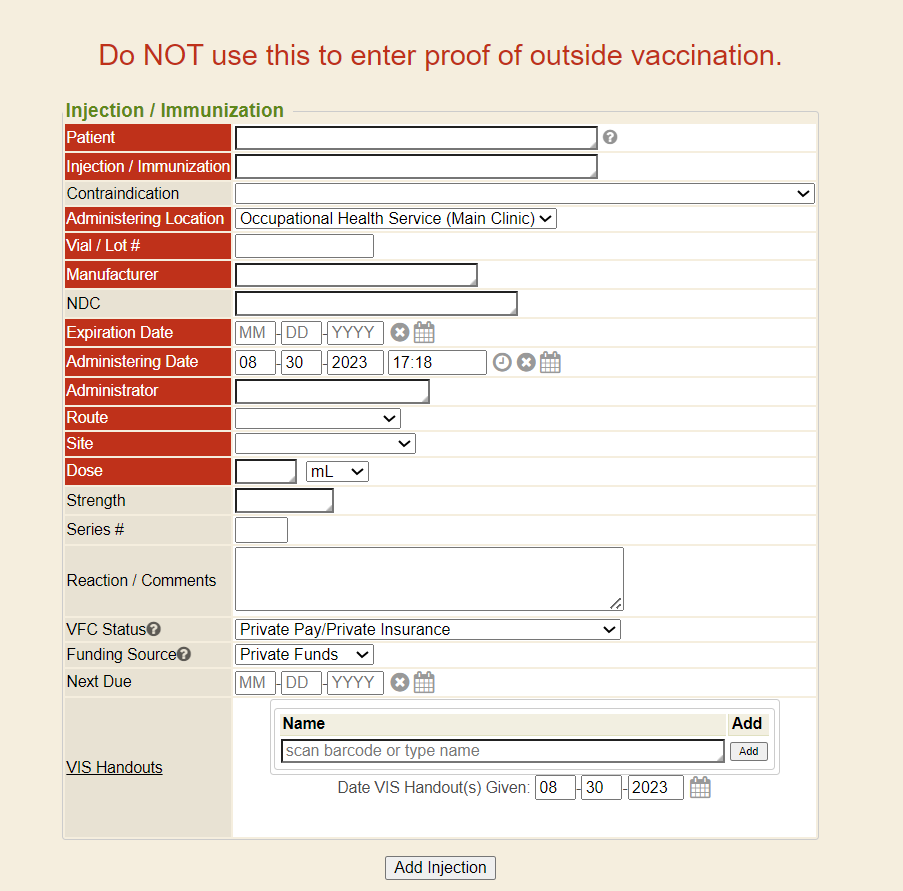 Do NOT use this to enter proof of outside vaccination.
Injection / Immunization
Patient
Injection / Immunization
Contraindication
Administering Location Occupational Health Service (Main Clinic)
Vial / Lot #
Manufacturer
NDC
Expiration Date MM - DD - YYYY
Administering Date 08 - 30 - 2023 17:18
Administrator
Route
Site
Dose mL
Strength
Series #
Reaction / Comments
VFC Status Private Pay/Private Insurance
Funding Source Private Funds
Next Due MM - DD - YYYY
Name Add
VIS Handouts scan barcode or type name Add
Date VIS Handout(s) Given: 08 - 30 - 2023
Add Injection